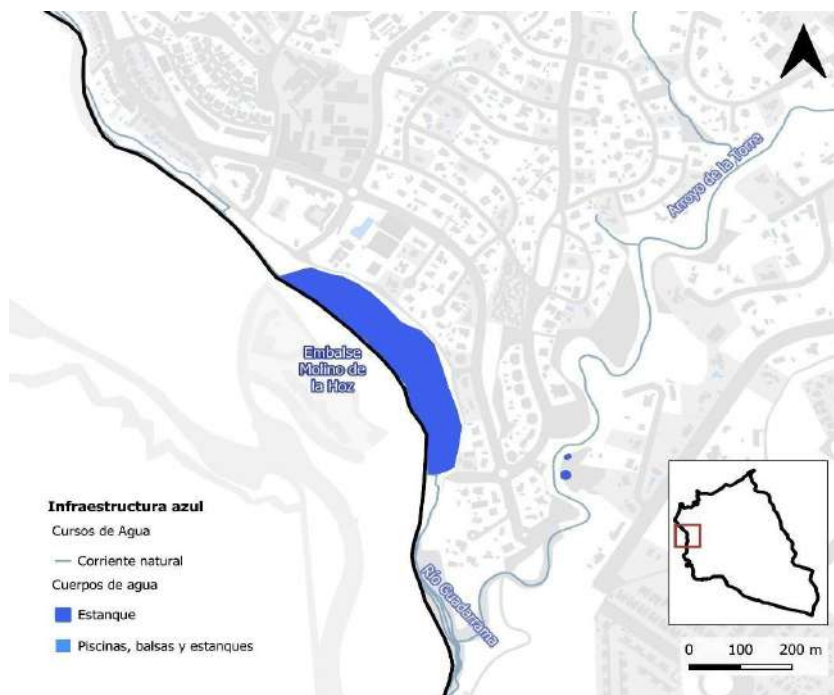 Arroyo de la Torre
Embalse
Molino de
la Hoz
Río Guadarrama
Infraestructura azul
Cursos de Agua
Corriente natural
Cuerpos de agua
Estanque
Piscinas, balsas y estanques
0 100 200 m